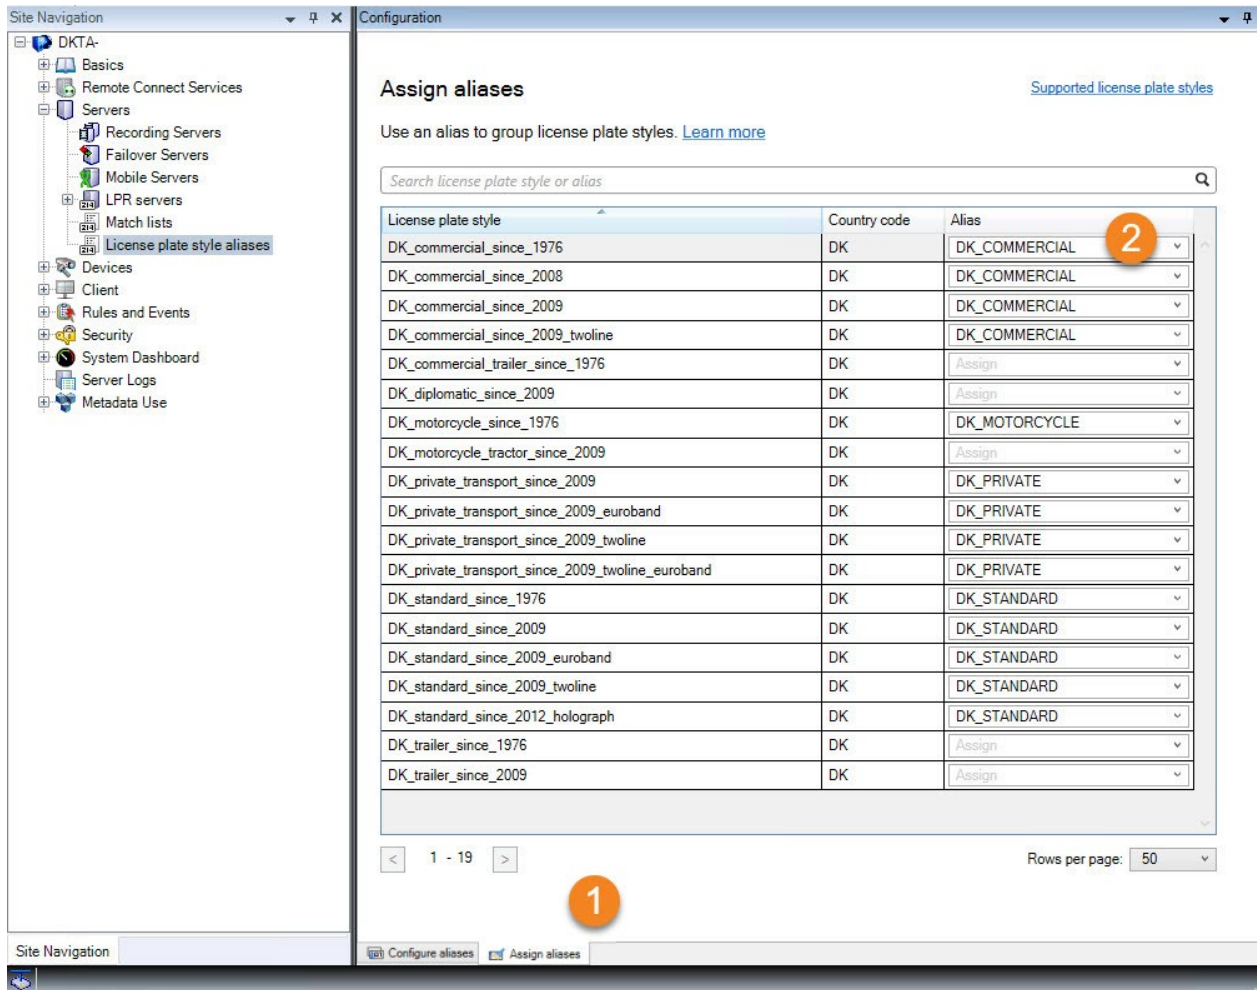 Site Navigation
DKTA-
Basics
Remote Connect Services
Servers
Recording Servers
Failover Servers
Mobile Servers
LPR servers
Match lists
License plate style aliases
Devices
Client
Rules and Events
Security
System Dashboard
Server Logs
Metadata Use
Site Navigation
Configuration
Assign aliases
Supported license plate styles
Use an alias to group license plate styles. Learn more
Search license plate style or alias
License plate style Country code Alias
2
DK_commercial_since_1976 DK DK_COMMERCIAL
DK_commercial_since_2008 DK DK_COMMERCIAL
DK_commercial_since_2009 DK DK_COMMERCIAL
DK_commercial_since_2009_twoline DK DK_COMMERCIAL
DK_commercial_trailer_since_1976 DK Assign
DK_diplomatic_since_2009 DK Assign
DK_motorcycle_since_1976 DK DK_MOTORCYCLE
DK_motorcycle_tractor_since_2009 DK Assign
DK_private_transport_since_2009 DK DK_PRIVATE
DK_private_transport_since_2009_euroband DK DK_PRIVATE
DK_private_transport_since_2009_twoline DK DK_PRIVATE
DK_private_transport_since_2009_twoline_euroband DK DK_PRIVATE
DK_standard_since_1976 DK DK_STANDARD
DK_standard_since_2009 DK DK_STANDARD
DK_standard_since_2009_euroband DK DK_STANDARD
DK_standard_since_2009_twoline DK DK_STANDARD
DK_standard_since_2012_holograph DK DK_STANDARD
DK_trailer_since_1976 DK Assign
DK_trailer_since_2009 DK Assign
< 1 - 19 >
Rows per page: 50
1
Configure aliases Assign aliases